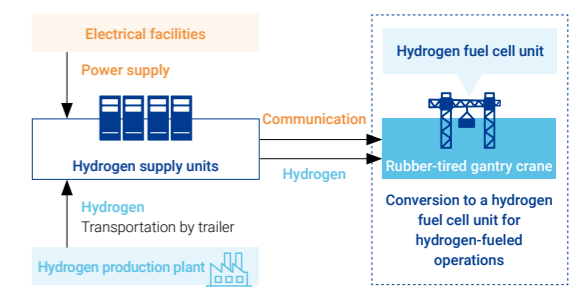 Electrical facilities
Power supply
Hydrogen supply units
Hydrogen
Transportation by trailer
Hydrogen production plant
Communication
Hydrogen
Hydrogen fuel cell unit
Rubber-tired gantry crane
Conversion to a hydrogen
fuel cell unit for
hydrogen-fueled
operations